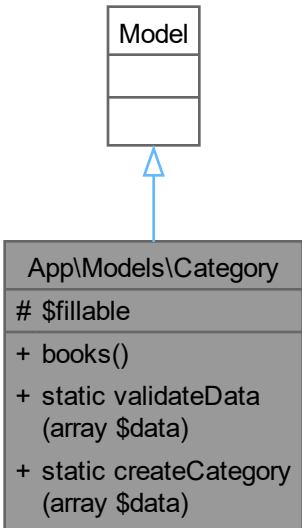 Model
App\Models\Category
# $fillable
+ books()
+ static validateData
(array $data)
+ static createCategory
(array $data)